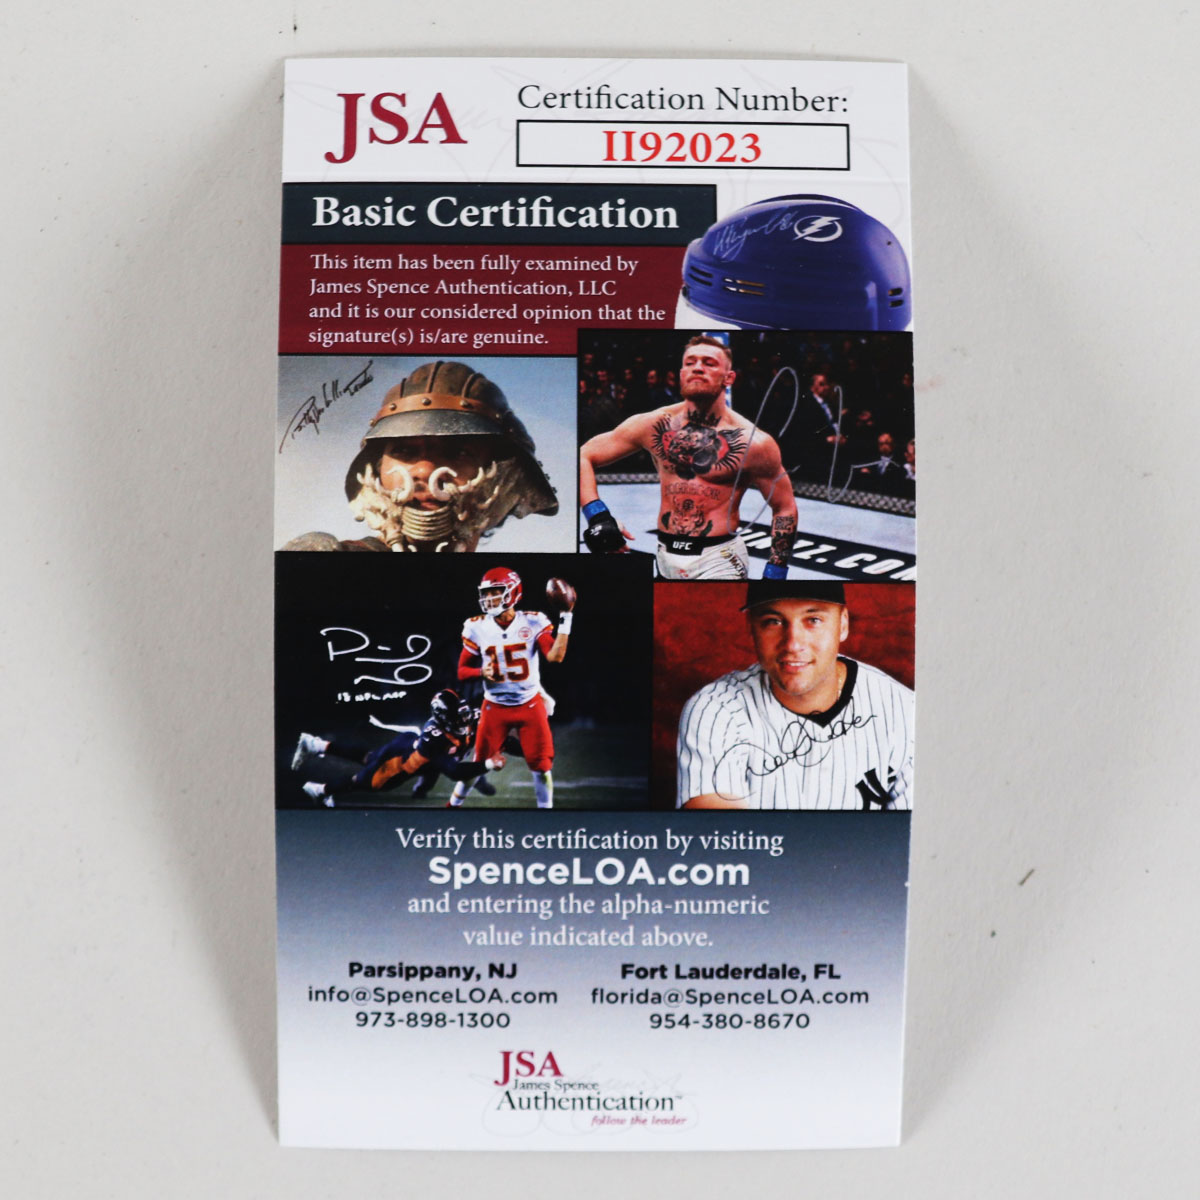 JSA
Certification Number:
II92023
Basic Certification
This item has been fully examined by
James Spence Authentication, LLC
and it is our considered opinion that the
signature(s) is/are genuine.
UFC
15
Verify this certification by visiting
SpenceLOA.com
and entering the alpha-numeric
value indicated above.
Parsippany, NJ
info@SpenceLOA.com
973-898-1300
Fort Lauderdale, FL
florida@SpenceLOA.com
954-380-8670
JSA
James Spence
Authentication™
follow the leader